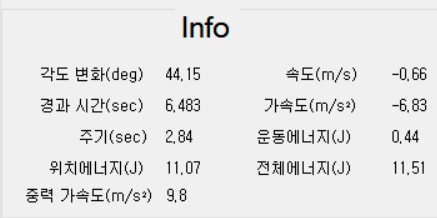 Info
각도 변화(deg) 44.15 속도(m/s) -0.66
경과 시간(sec) 6.483 가속도(m/s²) -6.83
주기(sec) 2.84 운동에너지(J) 0.44
위치에너지(J) 11.07 전체에너지(J) 11.51
중력 가속도(m/s²) 9.8